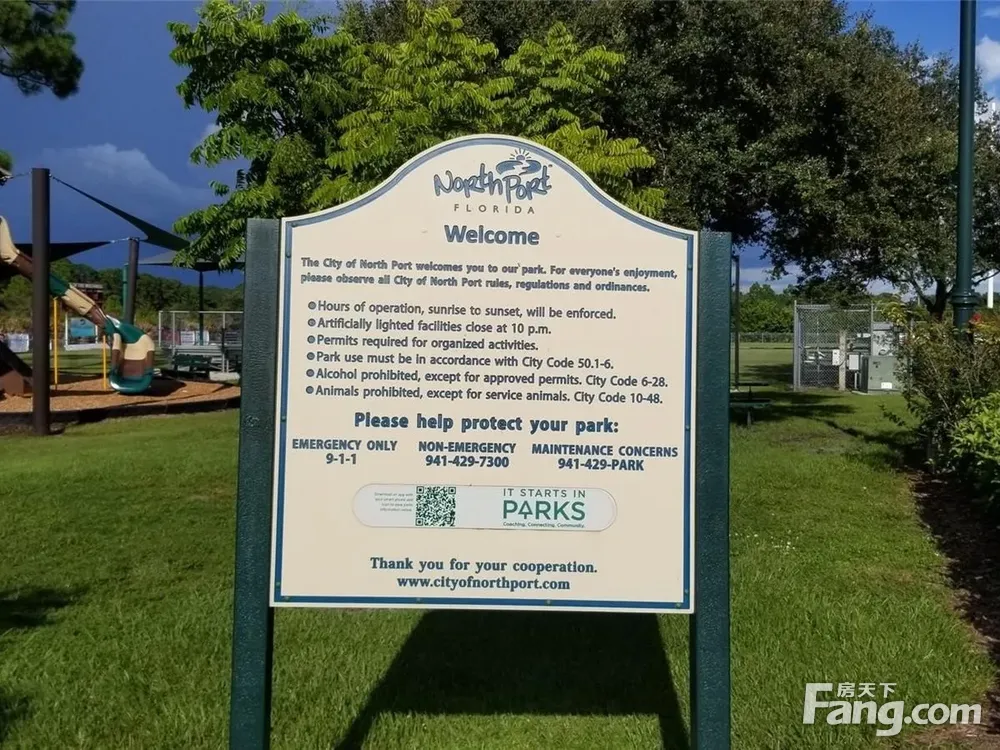 North Port
FLORIDA
Welcome
The City of North Port welcomes you to our park. For everyone's enjoyment,
please observe all City of North Port rules, regulations and ordinances.
Hours of operation, sunrise to sunset, will be enforced.
Artificially lighted facilities close at 10 p.m.
Permits required for organized activities.
Park use must be in accordance with City Code 50.1-6.
Alcohol prohibited, except for approved permits. City Code 6-28.
Animals prohibited, except for service animals. City Code 10-48.
Please help protect your park:
EMERGENCY ONLY NON-EMERGENCY MAINTENANCE CONCERNS
9-1-1 941-429-7300 941-429-PARK
IT STARTS IN
PARKS
Coaching, Connecting, Community.
Thank you for your cooperation.
www.cityofnorthport.com
房天下
Fang.com